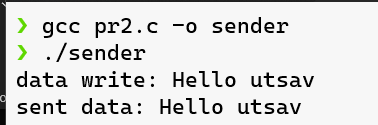 ❯ gcc pr2.c -o sender
❯ ./sender
data write: Hello utsav
sent data: Hello utsav